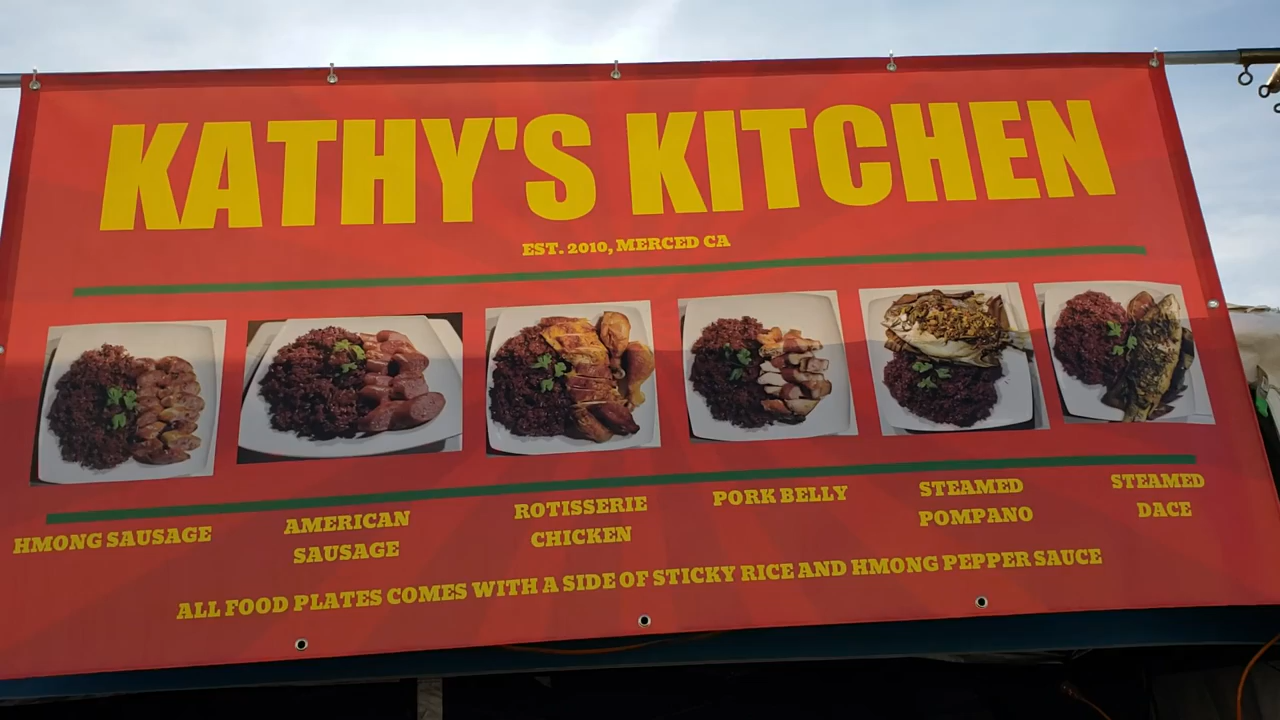 KATHY'S KITCHEN
EST. 2010, MERCED CA
HMONG SAUSAGE
AMERICAN
SAUSAGE
ROTISSERIE
CHICKEN
PORK BELLY
STEAMED
POMPANO
STEAMED
DACE
ALL FOOD PLATES COMES WITH A SIDE OF STICKY RICE AND HMONG PEPPER SAUCE